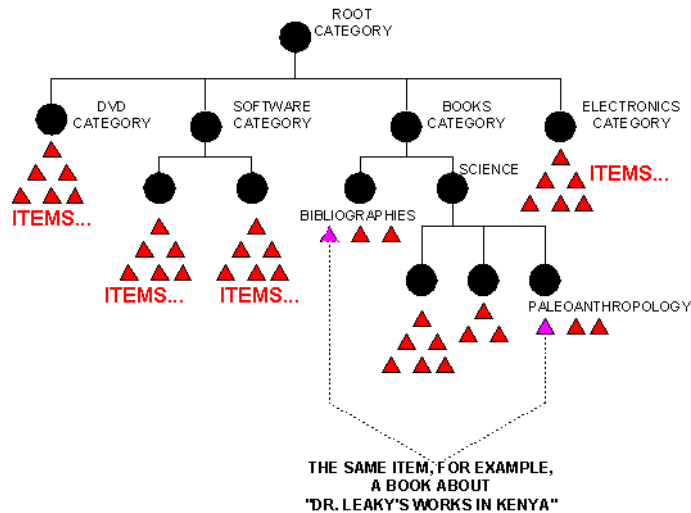 ROOT
CATEGORY
DVD
CATEGORY
SOFTWARE
CATEGORY
BOOKS
CATEGORY
ELECTRONICS
CATEGORY
ITEMS...
ITEMS...
SCIENCE
BIBLIOGRAPHIES
ITEMS...
ITEMS...
PALEOANTHROPOLOGY
THE SAME ITEM, FOR EXAMPLE,
A BOOK ABOUT
"DR. LEAKY'S WORKS IN KENYA"